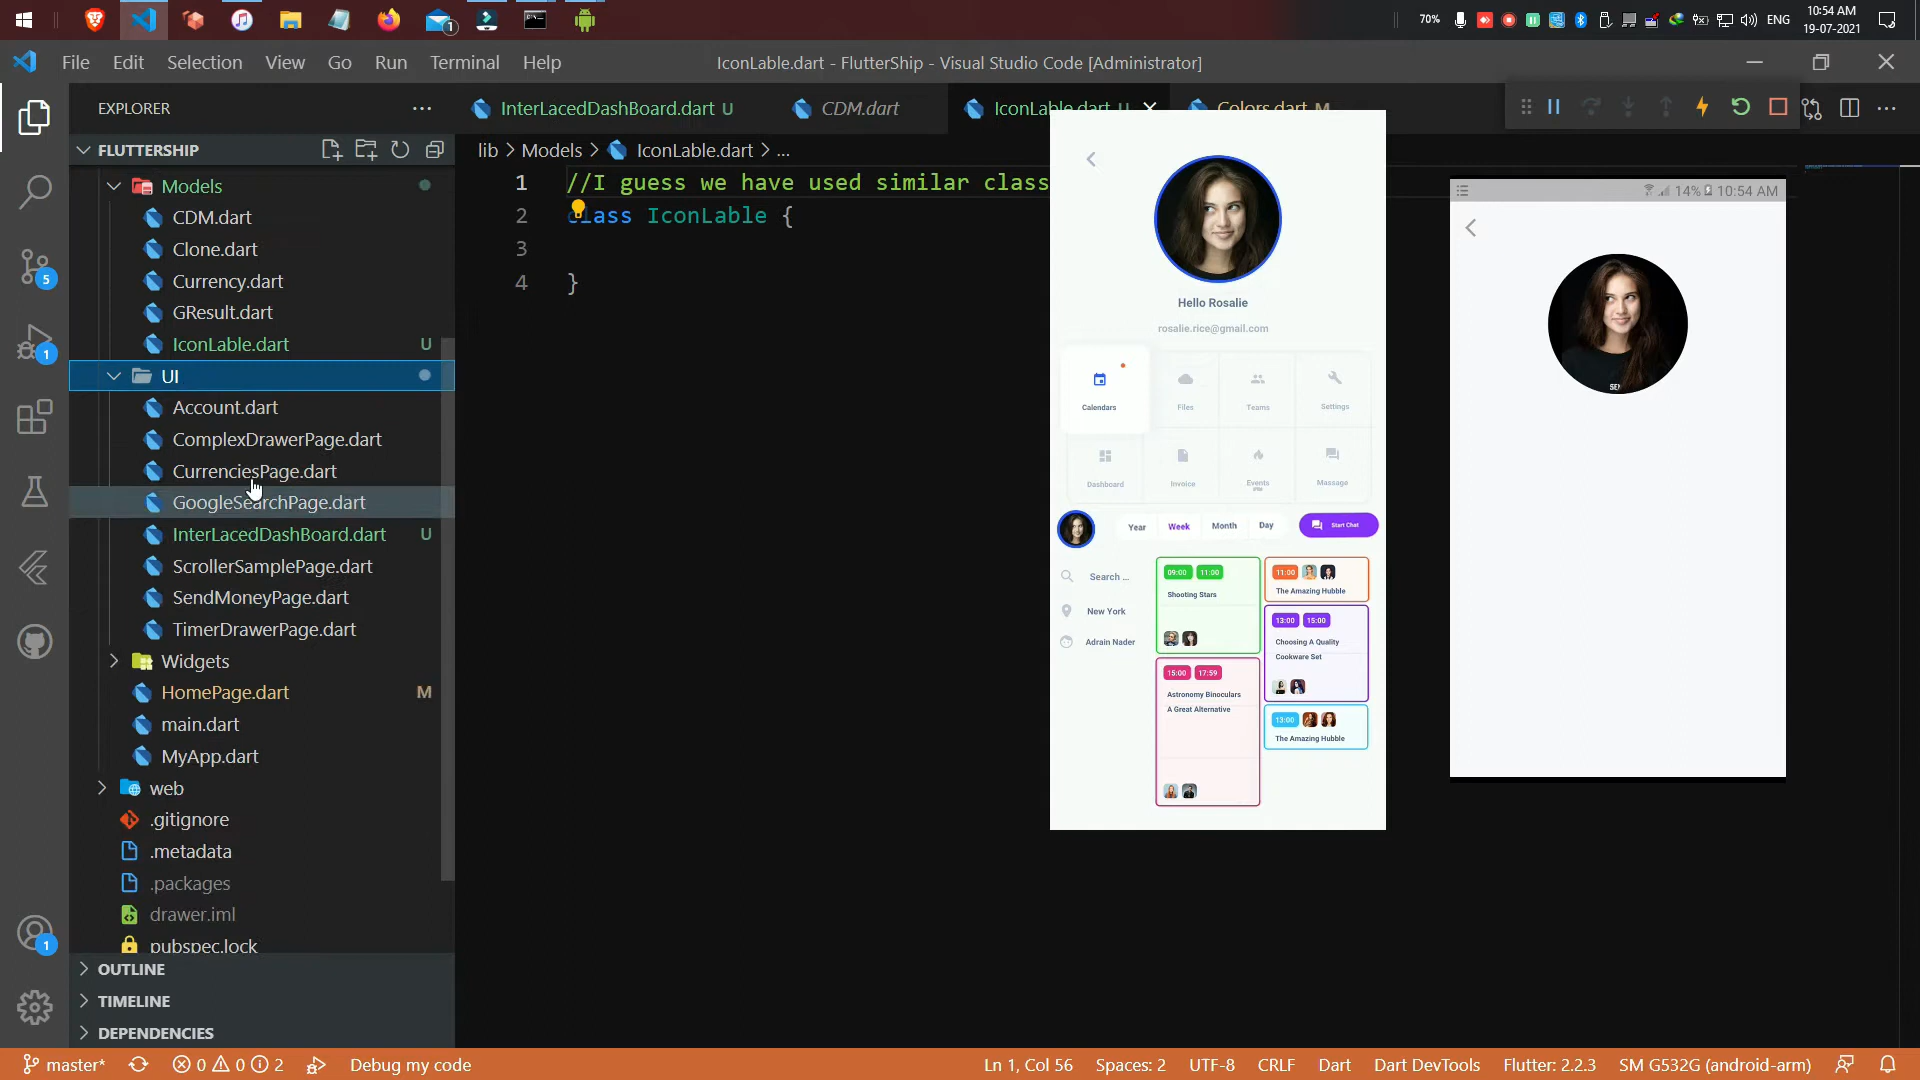 70%
ENG
10:54 AM
19-07-2021
1
File Edit Selection View Go Run Terminal Help
IconLable.dart - FlutterShip - Visual Studio Code [Administrator]
EXPLORER
InterLacedDashBoard.dart U
CDM.dart
IconLable.dart U
Colors.dart M
FLUTTERSHIP
lib > Models > IconLable.dart > ...
Models
CDM.dart
Clone.dart
Currency.dart
GResult.dart
IconLable.dart U
UI
Account.dart
ComplexDrawerPage.dart
CurrenciesPage.dart
GoogleSearchPage.dart
InterLacedDashBoard.dart U
ScrollerSamplePage.dart
SendMoneyPage.dart
TimerDrawerPage.dart
Widgets
HomePage.dart M
main.dart
MyApp.dart
web
.gitignore
.metadata
.packages
drawer.iml
pubspec.lock
OUTLINE
TIMELINE
DEPENDENCIES
5
1
1
1 //I guess we have used similar class
2 class IconLable {
3
4 }
Hello Rosalie
rosalie.rice@gmail.com
Calendars Files Teams Settings
Dashboard Invoice Events Massage
Year Week Month Day Start Chat
Search ...
New York
Adrain Nader
09:00 11:00
Shooting Stars
15:00 17:59
Astronomy Binoculars
A Great Alternative
11:00
The Amazing Hubble
13:00 15:00
Choosing A Quality
Cookware Set
13:00
The Amazing Hubble
14% 10:54 AM
master* 0 0 2 Debug my code
Ln 1, Col 56 Spaces: 2 UTF-8 CRLF Dart Dart DevTools Flutter: 2.2.3 SM G532G (android-arm)